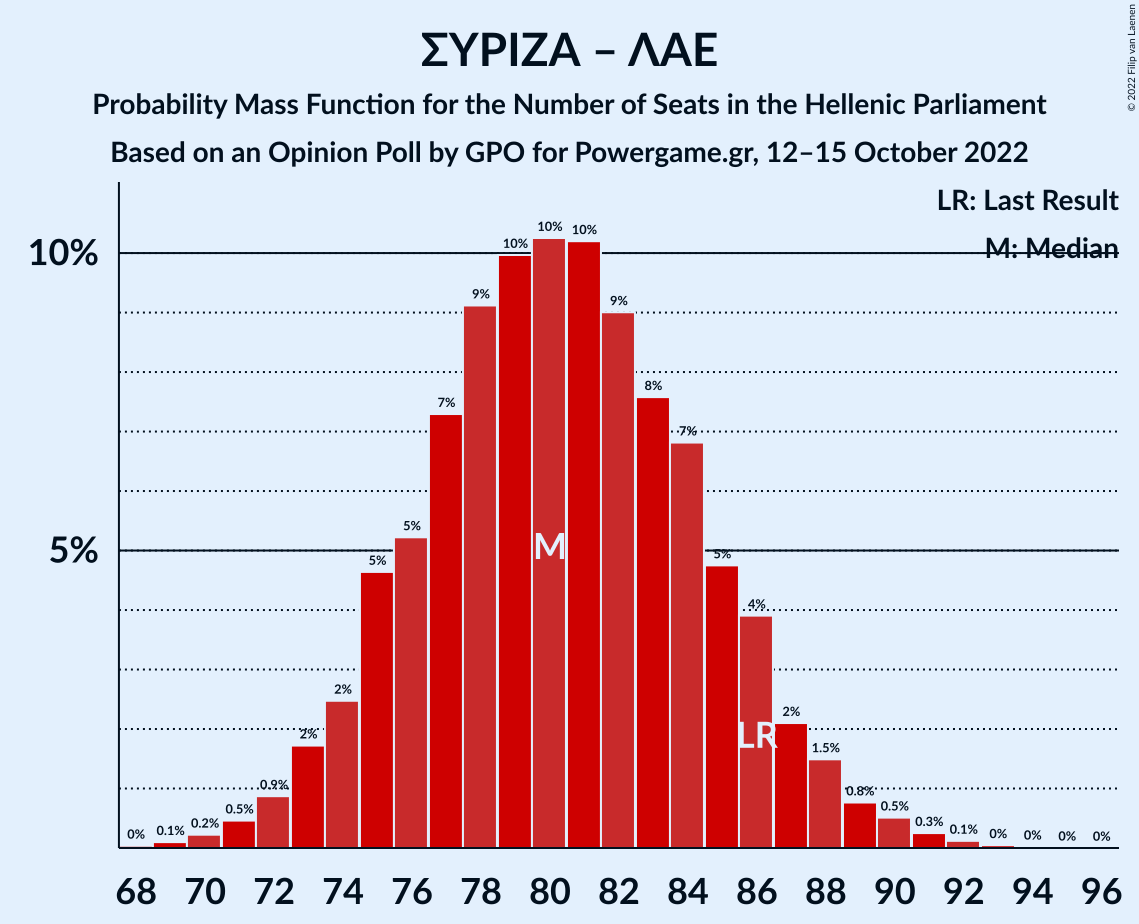 ΣΥΡΙΖΑ – ΛΑΕ
Probability Mass Function for the Number of Seats in the Hellenic Parliament
Based on an Opinion Poll by GPO for Powergame.gr, 12–15 October 2022
© 2022 Filip van Laenen
LR: Last Result
M: Median
10%
5%
0% 0.1% 0.2% 0.5% 0.9% 2% 2% 5% 5% 7% 9% 10% 10% 10% 9% 8% 7% 5% 4% 2% 1.5% 0.8% 0.5% 0.3% 0.1% 0% 0% 0% 0%
M
LR
68 70 72 74 76 78 80 82 84 86 88 90 92 94 96